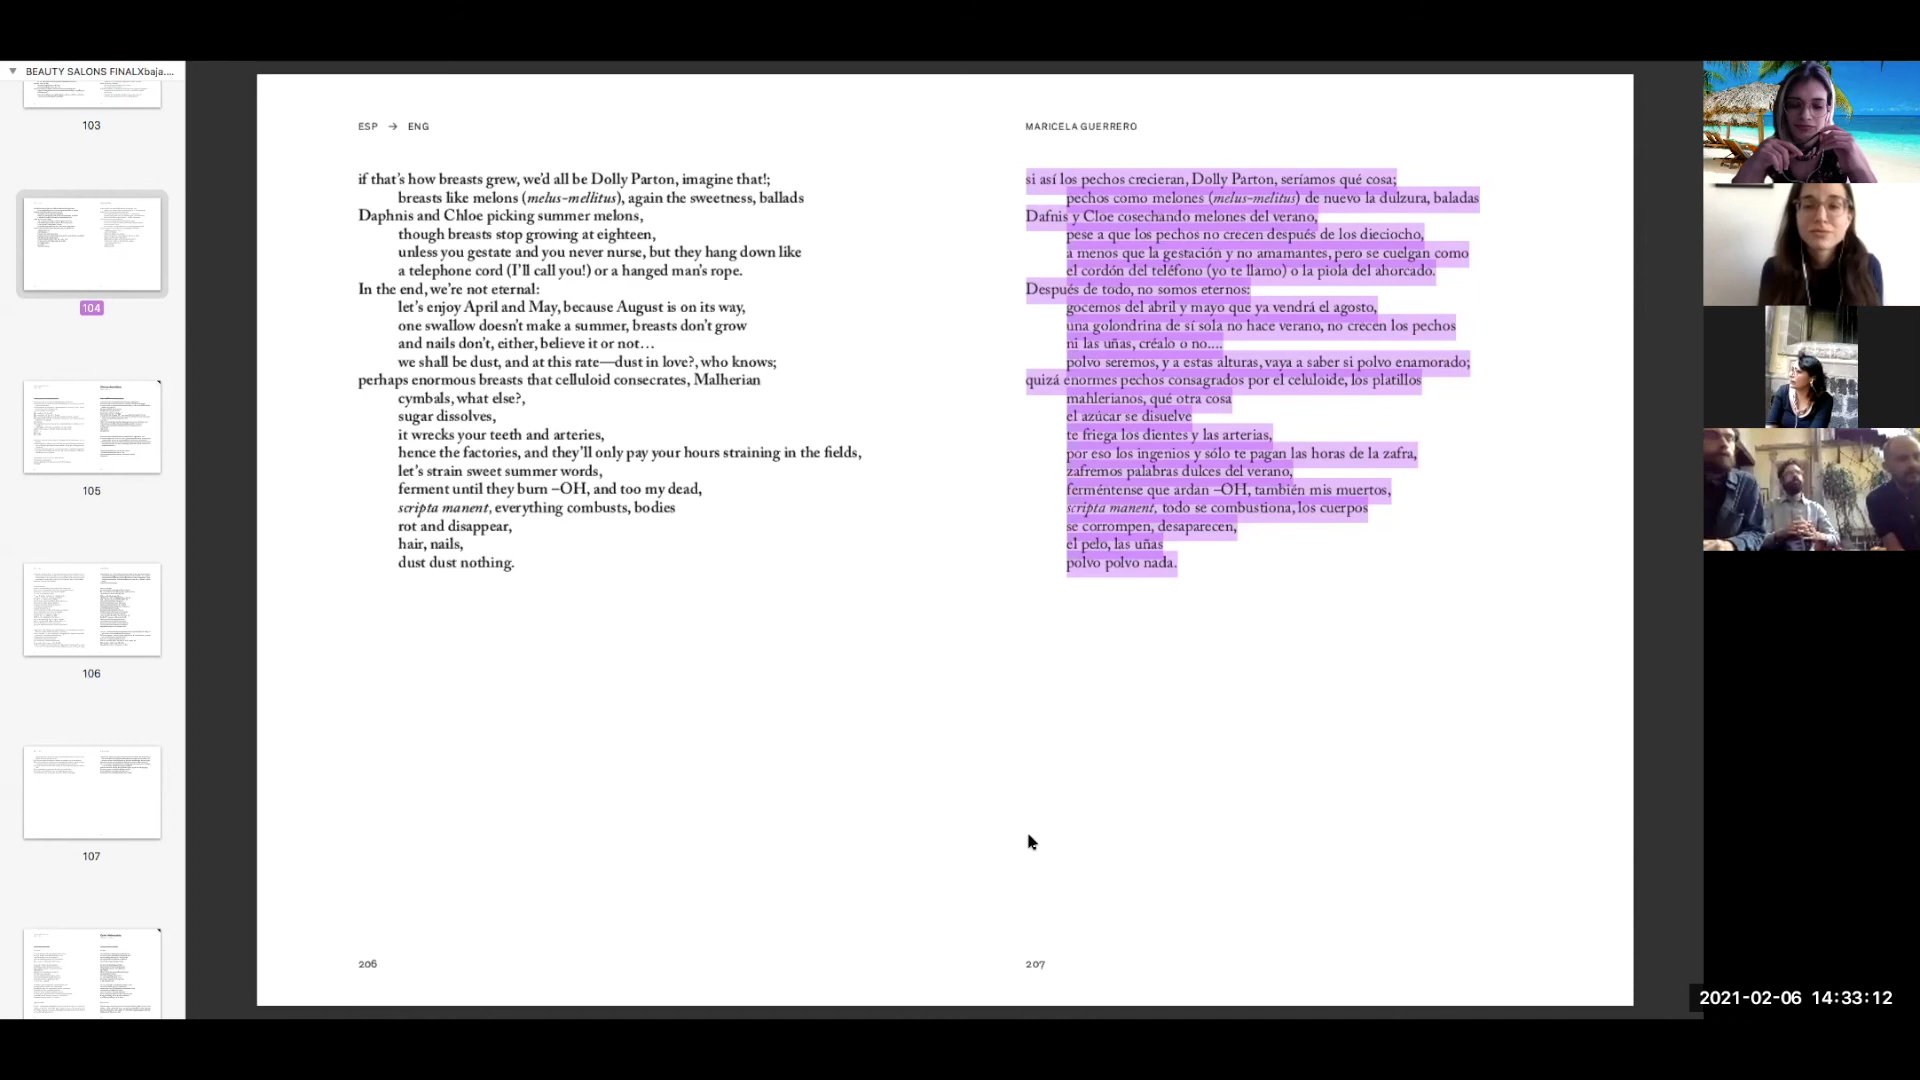 BEAUTY SALONS FINALXbaja....
103
104
105
106
107
ESP → ENG
if that's how breasts grew, we'd all be Dolly Parton, imagine that!;
breasts like melons (melus-mellitus), again the sweetness, ballads
Daphnis and Chloe picking summer melons,
though breasts stop growing at eighteen,
unless you gestate and you never nurse, but they hang down like
a telephone cord (I'll call you!) or a hanged man's rope.
In the end, we're not eternal:
let's enjoy April and May, because August is on its way,
one swallow doesn't make a summer, breasts don't grow
and nails don't, either, believe it or not…
we shall be dust, and at this rate—dust in love?, who knows;
perhaps enormous breasts that celluloid consecrates, Malherian
cymbals, what else?,
sugar dissolves,
it wrecks your teeth and arteries,
hence the factories, and they'll only pay your hours straining in the fields,
let's strain sweet summer words,
ferment until they burn –OH, and too my dead,
scripta manent, everything combusts, bodies
rot and disappear,
hair, nails,
dust dust nothing.
206
MARICELA GUERRERO
si así los pechos crecieran, Dolly Parton, seríamos qué cosa;
pechos como melones (melus-melitus) de nuevo la dulzura, baladas
Dafnis y Cloe cosechando melones del verano,
pese a que los pechos no crecen después de los dieciocho,
a menos que la gestación y no amamantes, pero se cuelgan como
el cordón del teléfono (yo te llamo) o la piola del ahorcado.
Después de todo, no somos eternos:
gocemos del abril y mayo que ya vendrá el agosto,
una golondrina de sí sola no hace verano, no crecen los pechos
ni las uñas, créalo o no....
polvo seremos, y a estas alturas, vaya a saber si polvo enamorado;
quizá enormes pechos consagrados por el celuloide, los platillos
mahlerianos, qué otra cosa
el azúcar se disuelve
te friega los dientes y las arterias,
por eso los ingenios y sólo te pagan las horas de la zafra,
zafremos palabras dulces del verano,
ferméntense que ardan –OH, también mis muertos,
scripta manent, todo se combustiona, los cuerpos
se corrompen, desaparecen,
el pelo, las uñas
polvo polvo nada.
207
2021-02-06 14:33:12